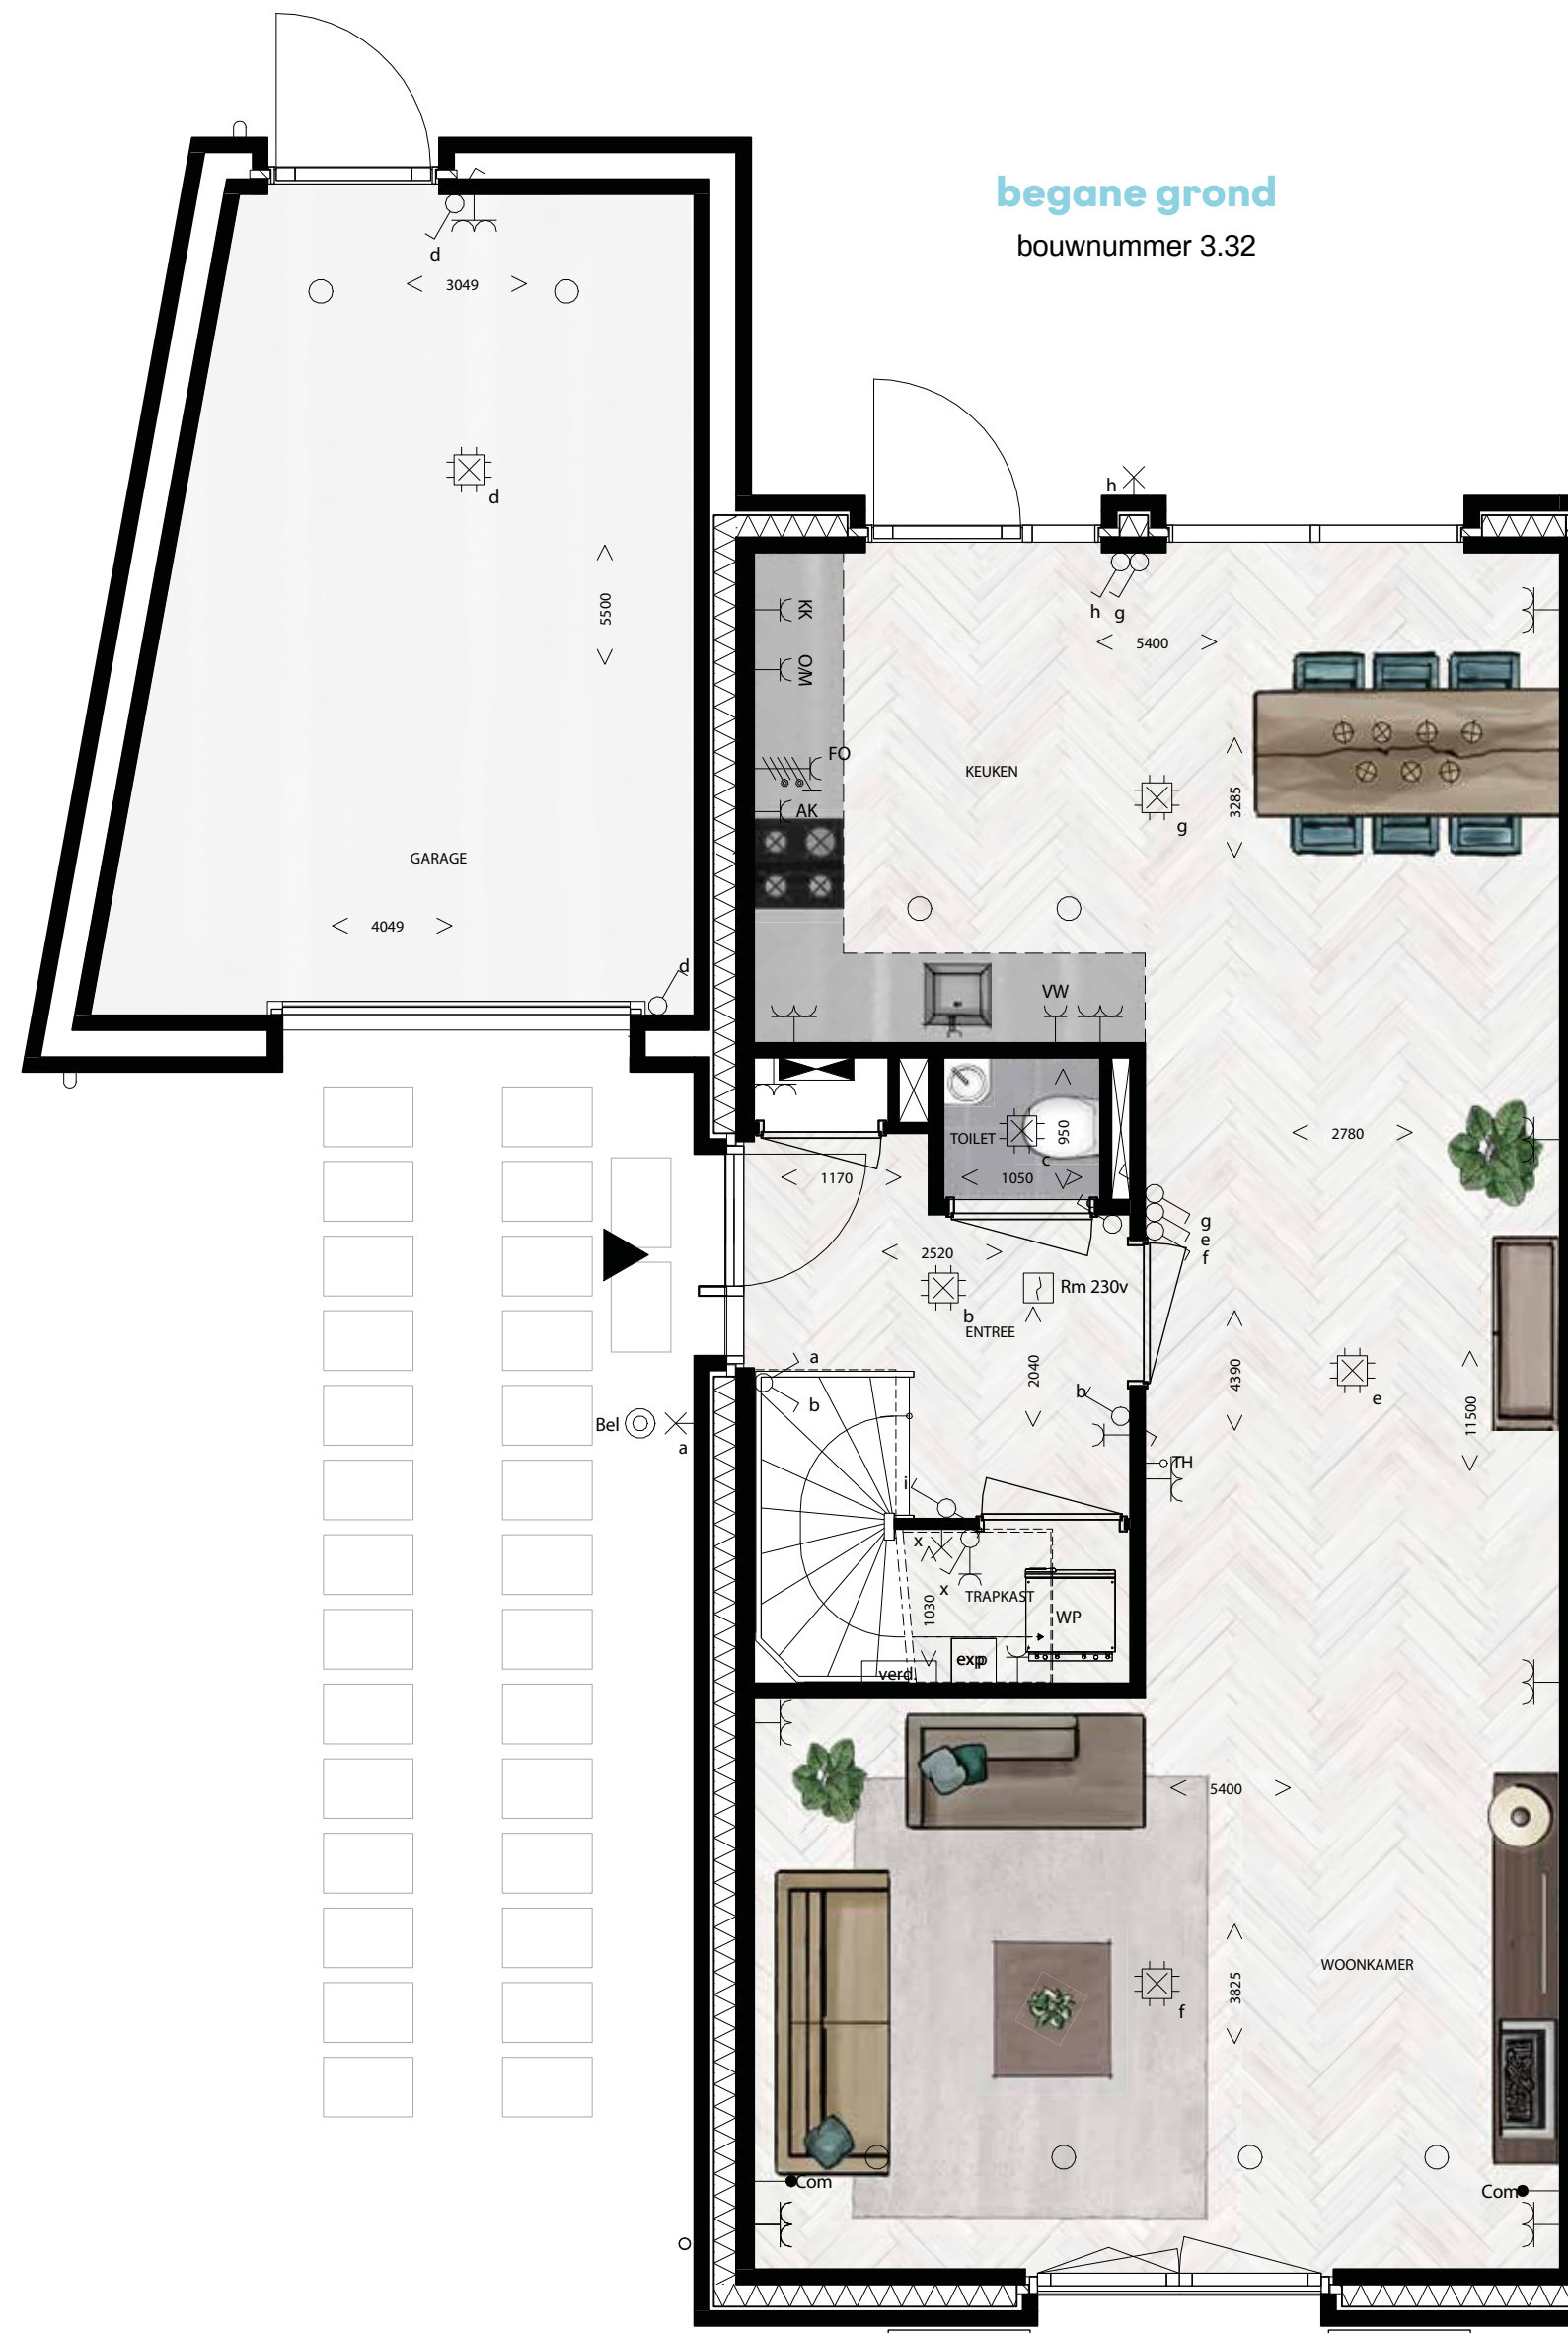 begane grond
bouwnummer 3.32
d
3049
d
5500
GARAGE
4049
d
h
h g
5400
KK
O/M
FO
KEUKEN
AK
g
3285
VW
TOILET
950
c
1170
1050
2780
g
e
f
2520
Rm 230v
b
ENTREE
2040
4390
e
11500
a
b
b
Bel
a
TH
i
x
x
TRAPKAST
1030
WP
exp
verd.
5400
WOONKAMER
3825
f
Com
Com